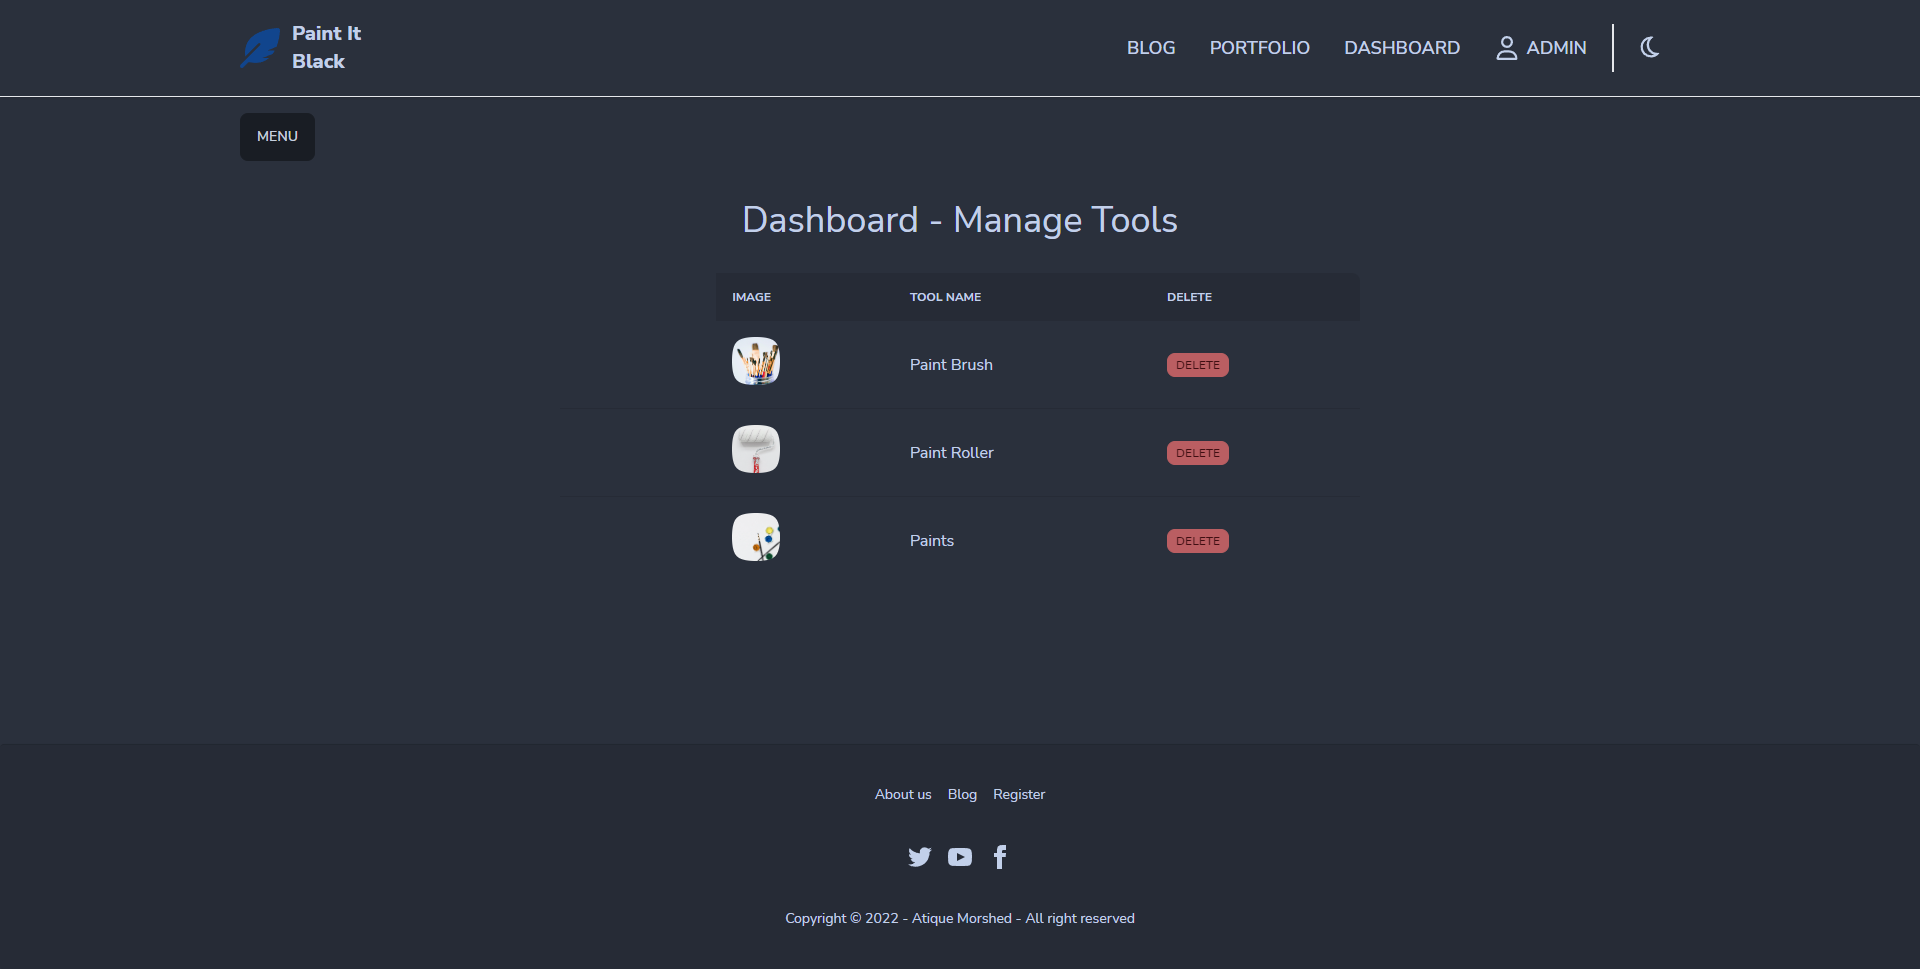 Paint It
Black
BLOG PORTFOLIO DASHBOARD ADMIN
MENU
Dashboard - Manage Tools
IMAGE TOOL NAME DELETE
Paint Brush DELETE
Paint Roller DELETE
Paints DELETE
About us Blog Register
Copyright © 2022 - Atique Morshed - All right reserved